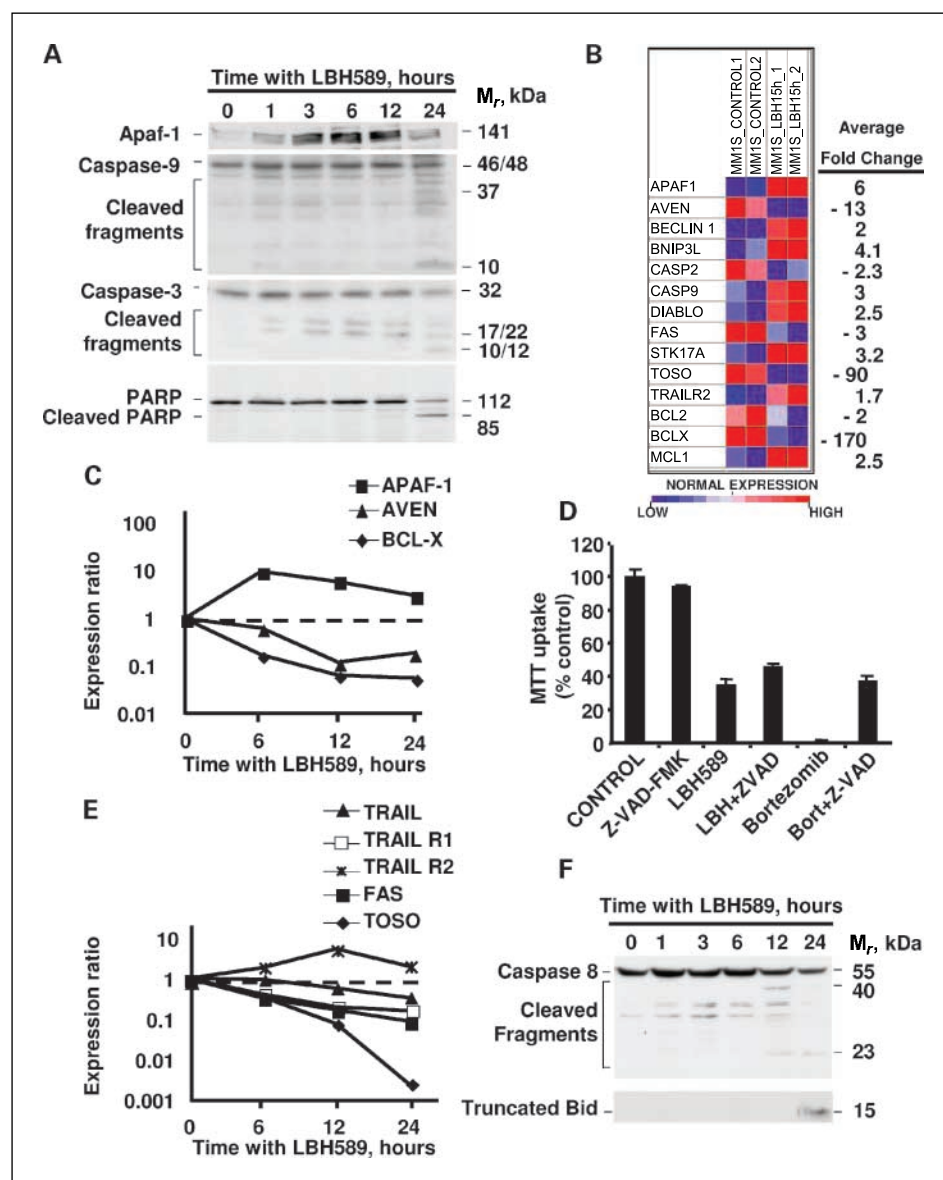 A
Time with LBH589, hours
0 1 3 6 12 24
Mr, kDa
Apaf-1
141
Caspase-9
46/48
37
Cleaved
fragments
10
Caspase-3
32
Cleaved
fragments
17/22
10/12
PARP
112
Cleaved PARP
85
B
MM1S_CONTROL1
MM1S_CONTROL2
MM1S_LBH15h_1
MM1S_LBH15h_2
Average
Fold Change
APAF1 6
AVEN - 13
BECLIN 1 2
BNIP3L 4.1
CASP2 - 2.3
CASP9 3
DIABLO 2.5
FAS - 3
STK17A 3.2
TOSO - 90
TRAILR2 1.7
BCL2 - 2
BCLX - 170
MCL1 2.5
NORMAL EXPRESSION
LOW HIGH
C
APAF-1
AVEN
BCL-X
Expression ratio
100
10
1
0.1
0.01
0 6 12 24
Time with LBH589, hours
D
MTT uptake
(% control)
120
100
80
60
40
20
0
CONTROL
Z-VAD-FMK
LBH589
LBH+ZVAD
Bortezomib
Bort+Z-VAD
E
TRAIL
TRAIL R1
TRAIL R2
FAS
TOSO
Expression ratio
10
1
0.1
0.01
0.001
0 6 12 24
Time with LBH589, hours
F
Time with LBH589, hours
0 1 3 6 12 24
Mr, kDa
Caspase 8
55
40
Cleaved
Fragments
23
Truncated Bid
15